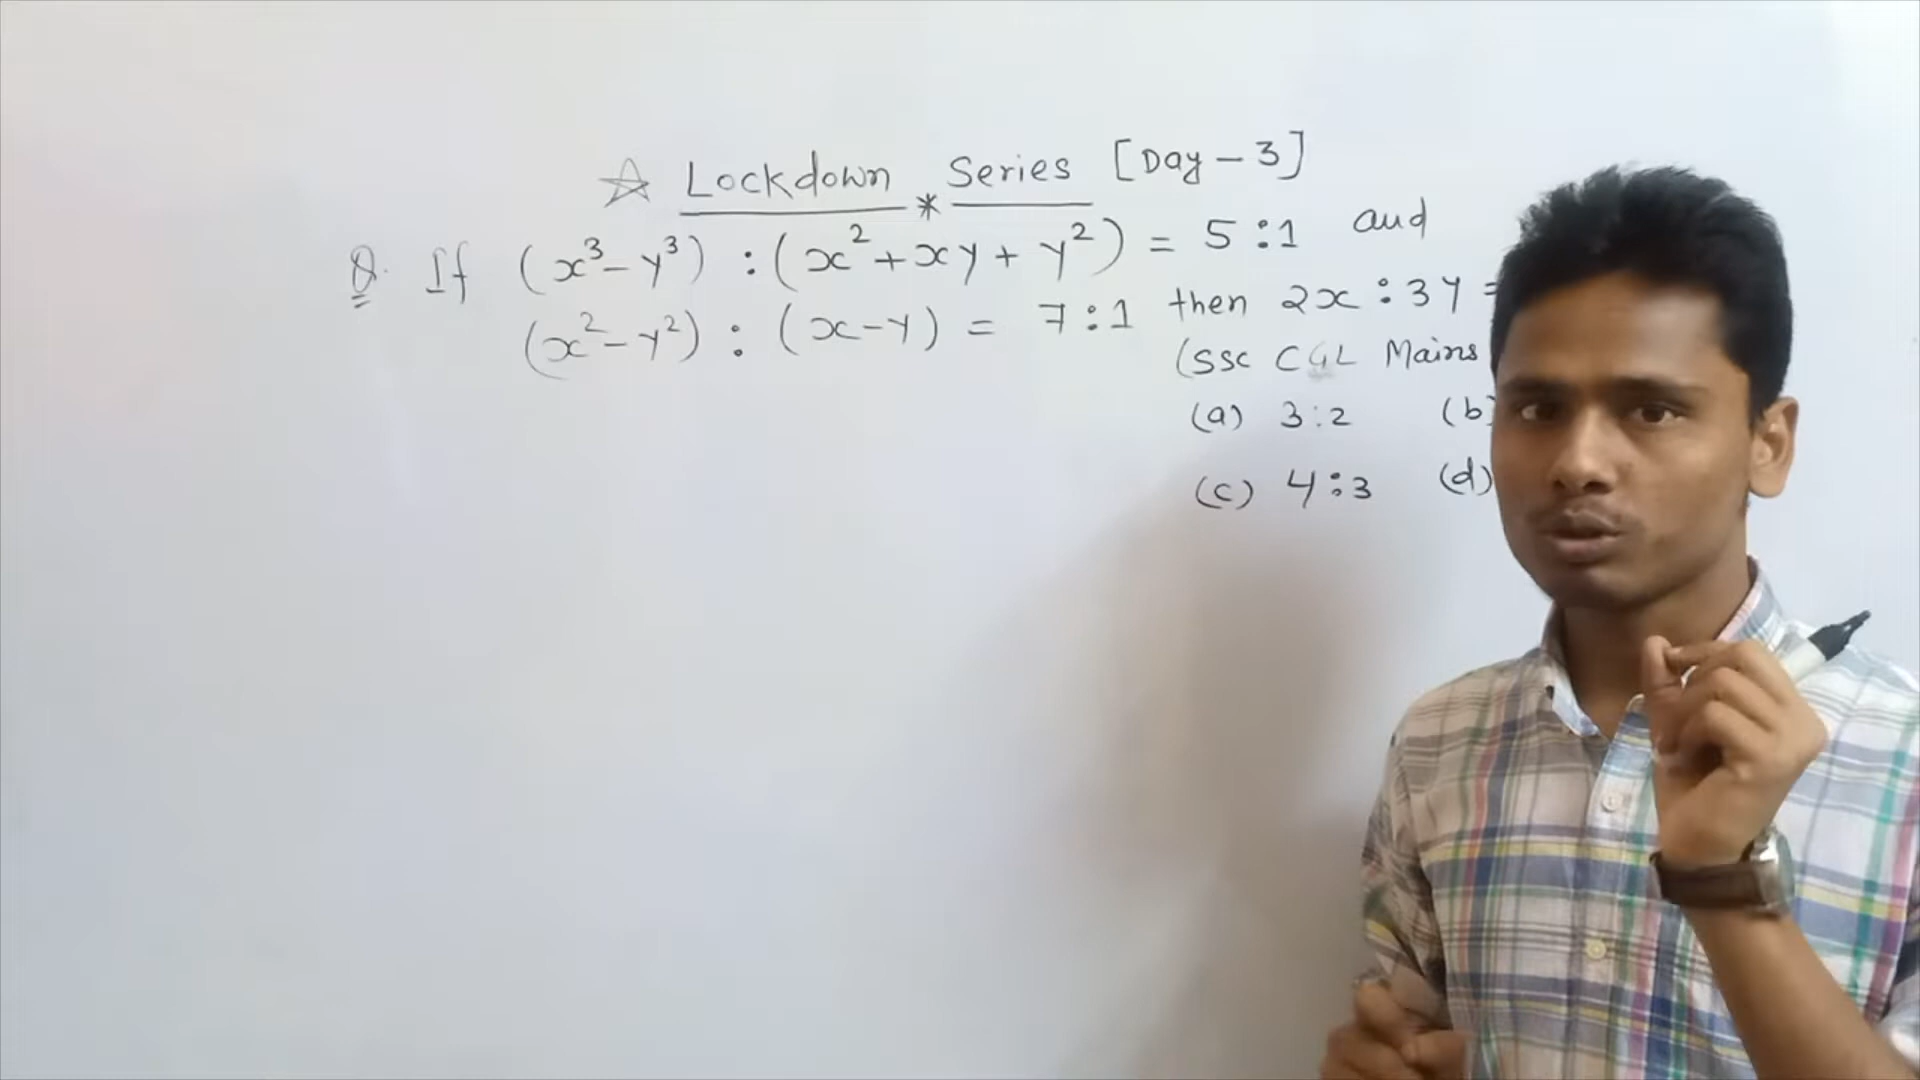 ☆ Lockdown * Series [Day - 3]
Q. If (x³ - y³) : (x² + xy + y²) = 5 : 1 and
(x² - y²) : (x - y) = 7 : 1 then 2x : 3y =
(SSC CGL Mains
(a) 3 : 2 (b)
(c) 4 : 3 (d)